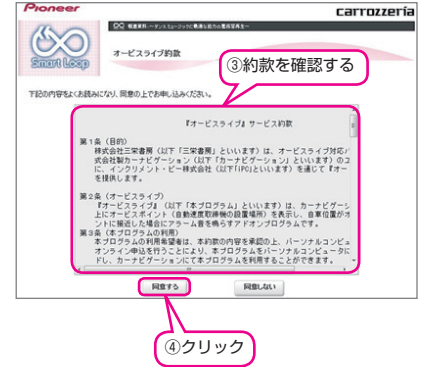 Pioneer
carrozzeria
Smart Loop
オービスライブ約款
③約款を確認する
下記の内容をよくお読みになり、同意の上でお申し込みください。
『オービスライブ』サービス約款
第1条（目的）
株式会社三栄書房（以下「三栄書房」といいます）は、オービスライブ対応パ
式会社製カーナビゲーション（以下「カーナビゲーション」といいます）のユ
に、インクリメント・ピー株式会社（以下「iPC」といいます）を通じて『オー
を提供します。
第2条（オービスライブ）
『オービスライブ』（以下「本プログラム」といいます）は、カーナビゲーシ
上にオービスポイント（自動速度取締機の設置場所）を表示し、自車位置がオ
ントに接近した場合にアラーム音を鳴らすアドオンプログラムです。
第3条（本プログラムの利用）
本プログラムの利用希望者は、本約款の内容を承認の上、パーソナルコンピュ
オンライン申込を行うことにより、本プログラムをパーソナルコンピュータに
ドし、カーナビゲーションにて本プログラムを利用することができます。
同意する
同意しない
④クリック